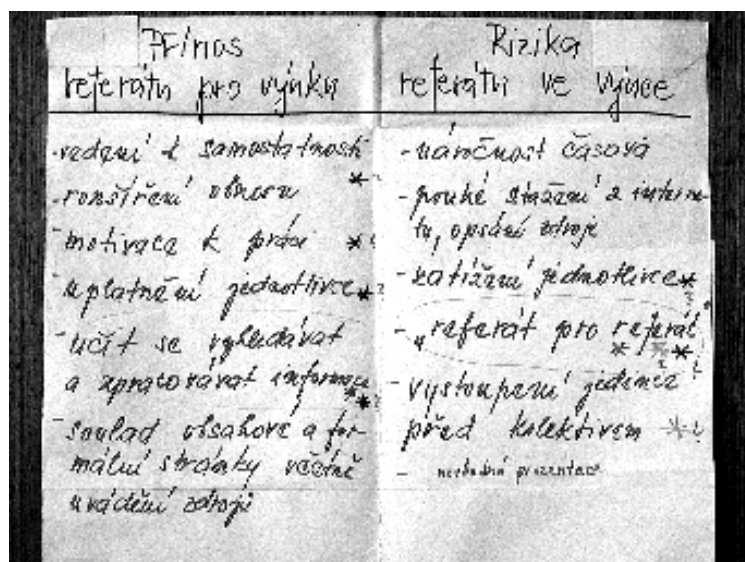 Přínos
referátu pro výuku
- vedení k samostatnosti
- rozšíření obzoru *
- motivace k práci *
- uplatnění jednotlivce *
- učit se vyhledávat
a zpracovávat informace *
- soulad obsahové a for-
mální stránky včetně
uvádění zdrojů
Rizika
referátu ve výuce
- náročnost časová
- pouhé stažení z interne-
tu, opsání zdroje
- zatížení jednotlivce *
- "referát pro referát"
* * *
- vystoupení jedince
před kolektivem *
- nevhodná prezentace